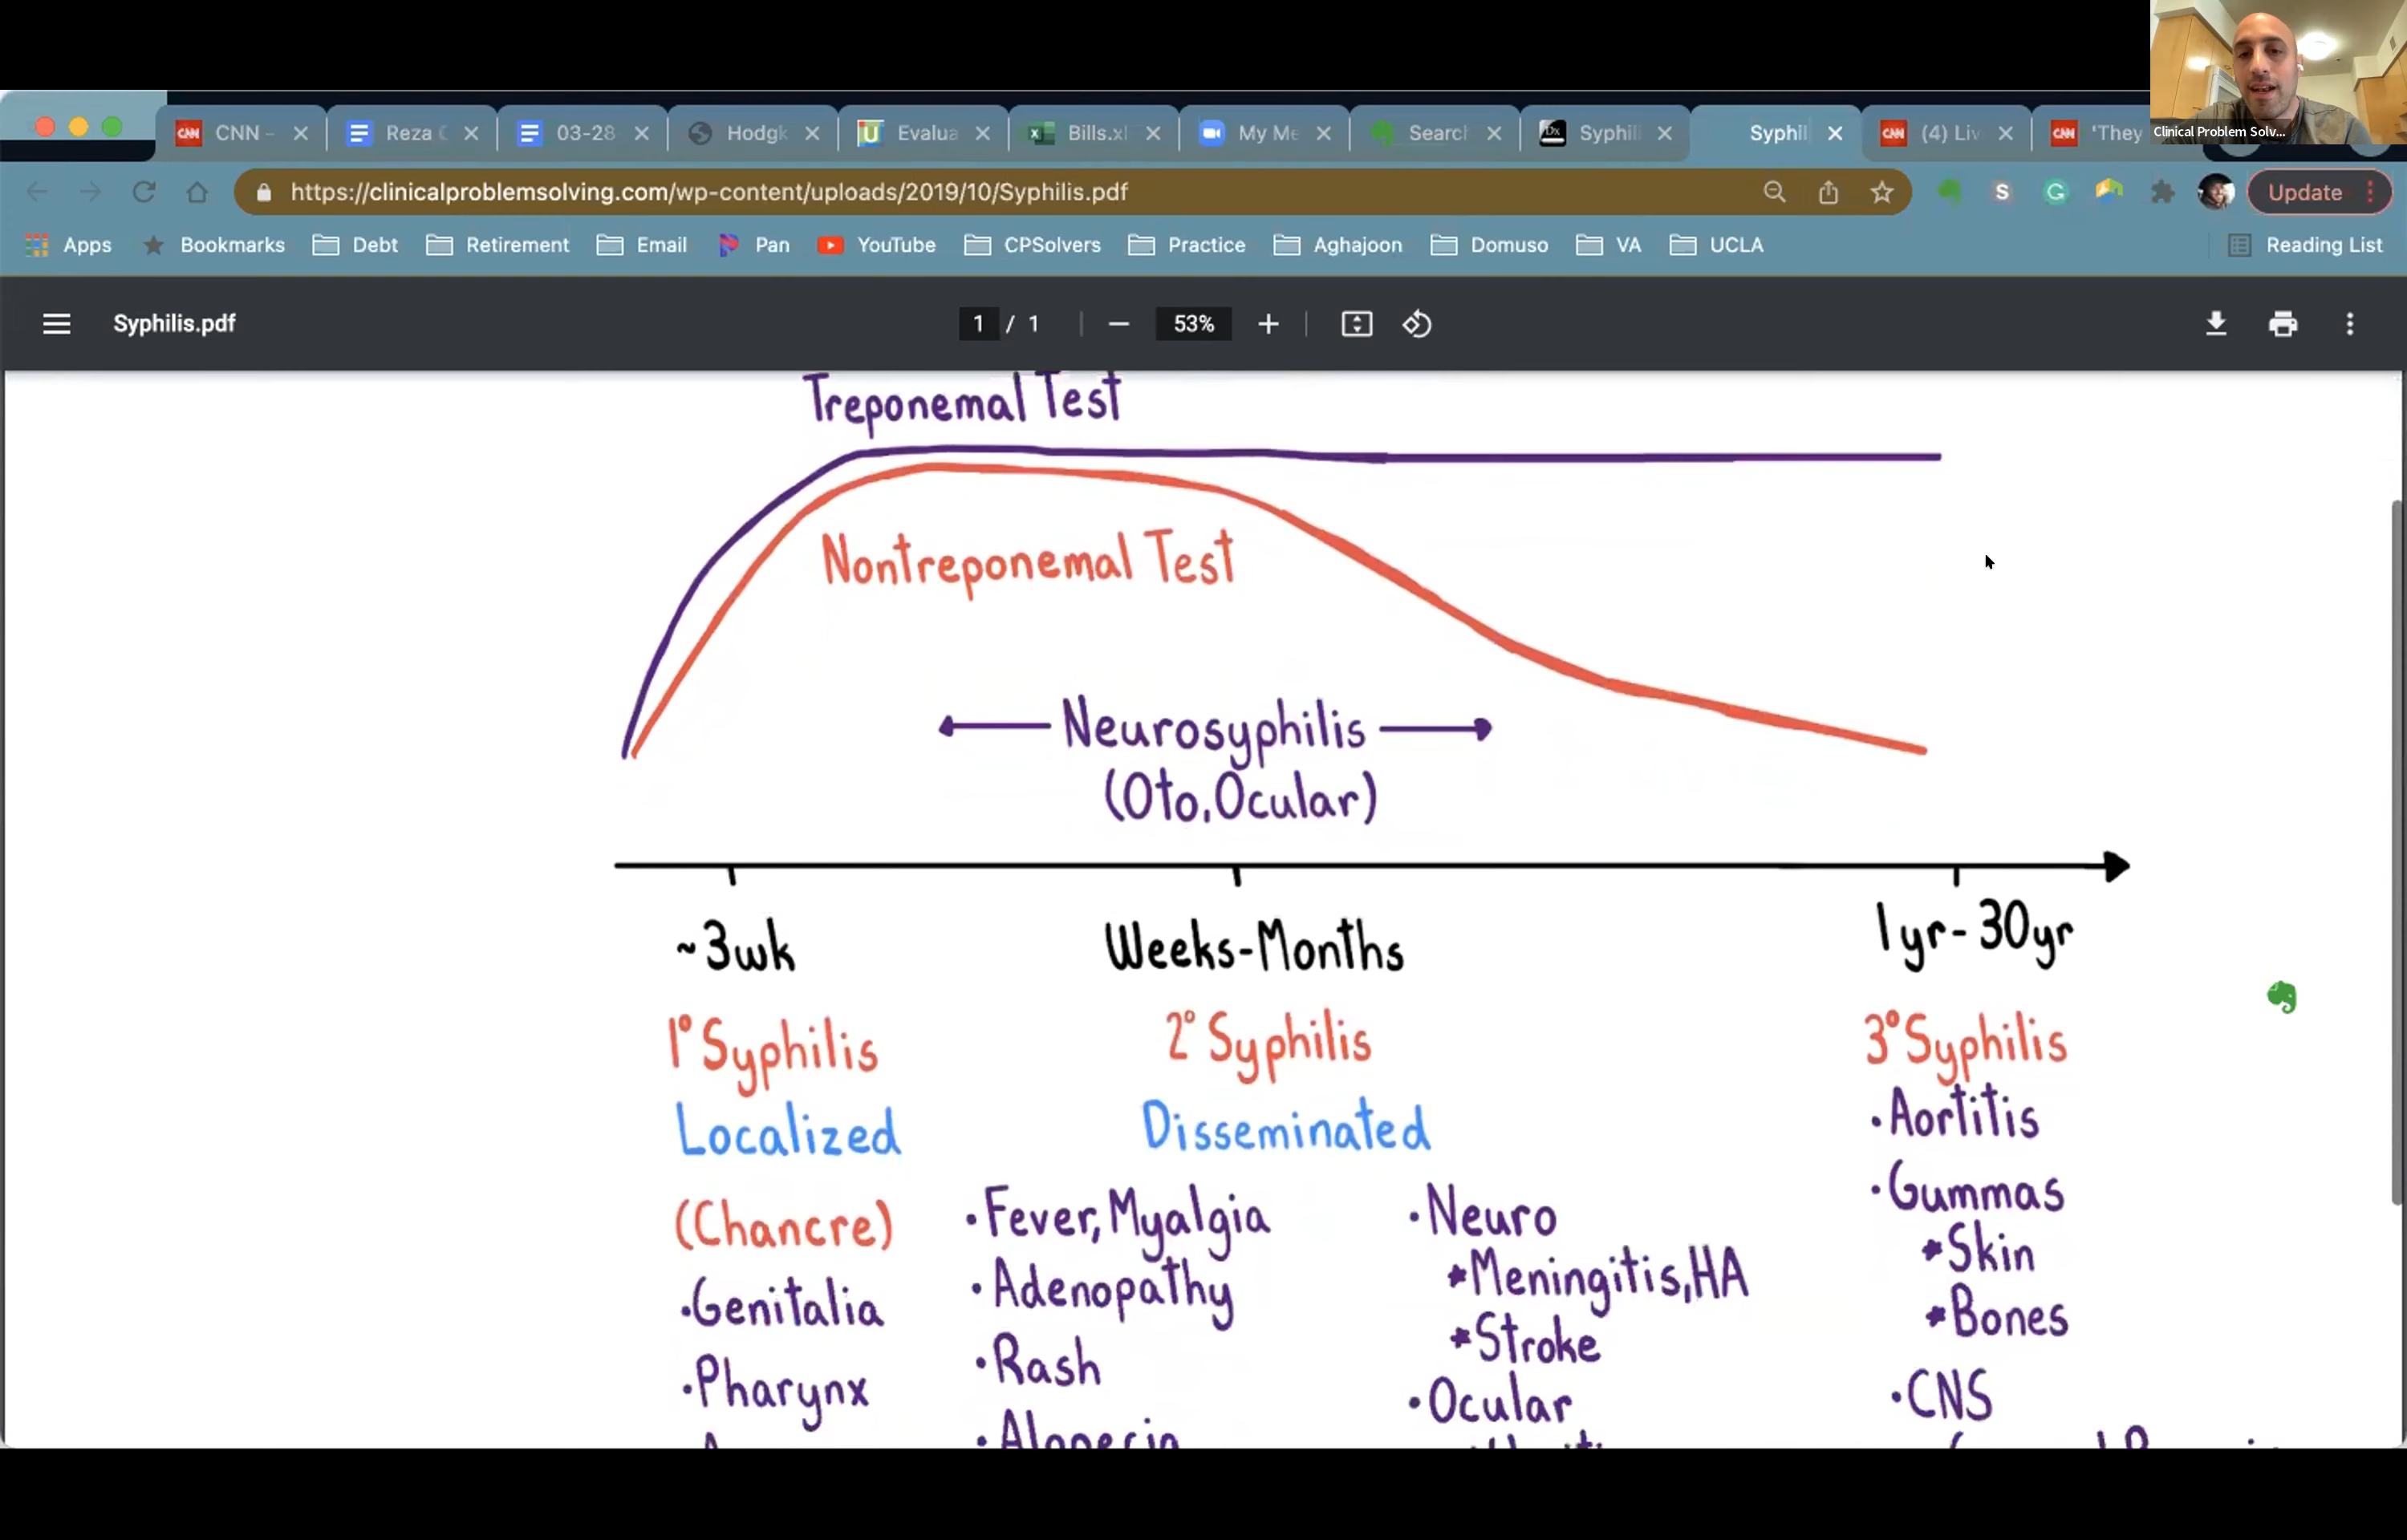 Clinical Problem Solv...
CNN -
Reza
03-28
Hodgk
Evalua
Bills.xl
My Me
Search
Syphili
Syphil
(4) Liv
'They
https://clinicalproblemsolving.com/wp-content/uploads/2019/10/Syphilis.pdf
Update
Apps Bookmarks Debt Retirement Email Pan YouTube CPSolvers Practice Aghajoon Domuso VA UCLA Reading List
Syphilis.pdf
1 / 1
53%
Treponemal Test
Nontreponemal Test
Neurosyphilis
(Oto, Ocular)
~3wk
Weeks-Months
1yr-30yr
1° Syphilis
Localized
(Chancre)
•Genitalia
•Pharynx
2° Syphilis
Disseminated
•Fever, Myalgia
•Adenopathy
•Rash
•Alopecia
•Neuro
*Meningitis, HA
*Stroke
•Ocular
3° Syphilis
•Aortitis
•Gummas
*Skin
*Bones
•CNS